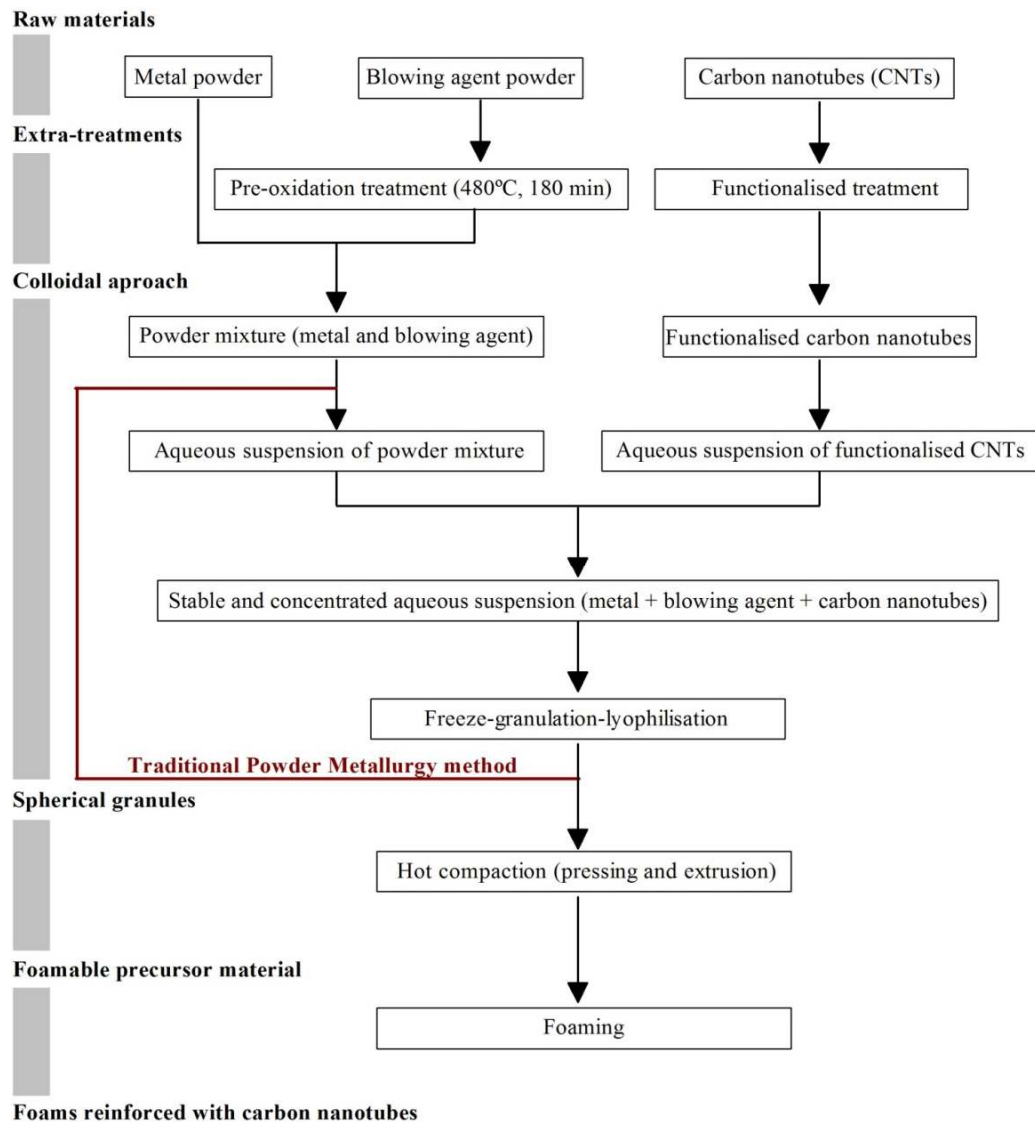 Raw materials
Metal powder
Blowing agent powder
Carbon nanotubes (CNTs)
Extra-treatments
Pre-oxidation treatment (480ºC, 180 min)
Functionalised treatment
Colloidal aproach
Powder mixture (metal and blowing agent)
Functionalised carbon nanotubes
Aqueous suspension of powder mixture
Aqueous suspension of functionalised CNTs
Stable and concentrated aqueous suspension (metal + blowing agent + carbon nanotubes)
Freeze-granulation-lyophilisation
Traditional Powder Metallurgy method
Spherical granules
Hot compaction (pressing and extrusion)
Foamable precursor material
Foaming
Foams reinforced with carbon nanotubes